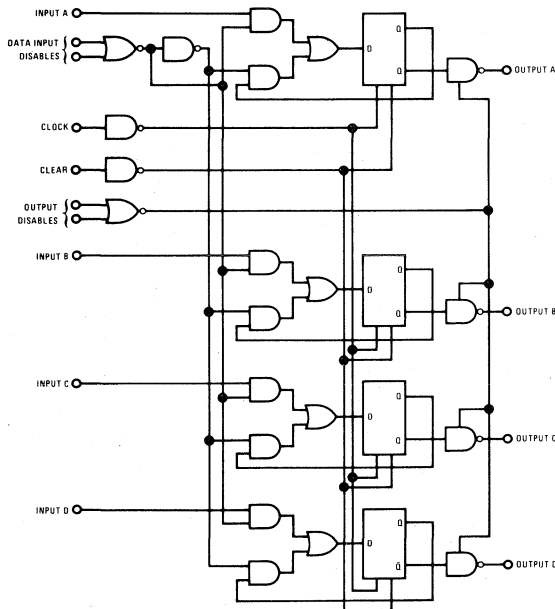 INPUT A
Q
D
DATA INPUT
DISABLES
Q
OUTPUT A
CLOCK
CLEAR
OUTPUT
DISABLES
INPUT B
Q
D
Q
OUTPUT B
INPUT C
Q
D
Q
OUTPUT C
INPUT D
Q
D
Q
OUTPUT D